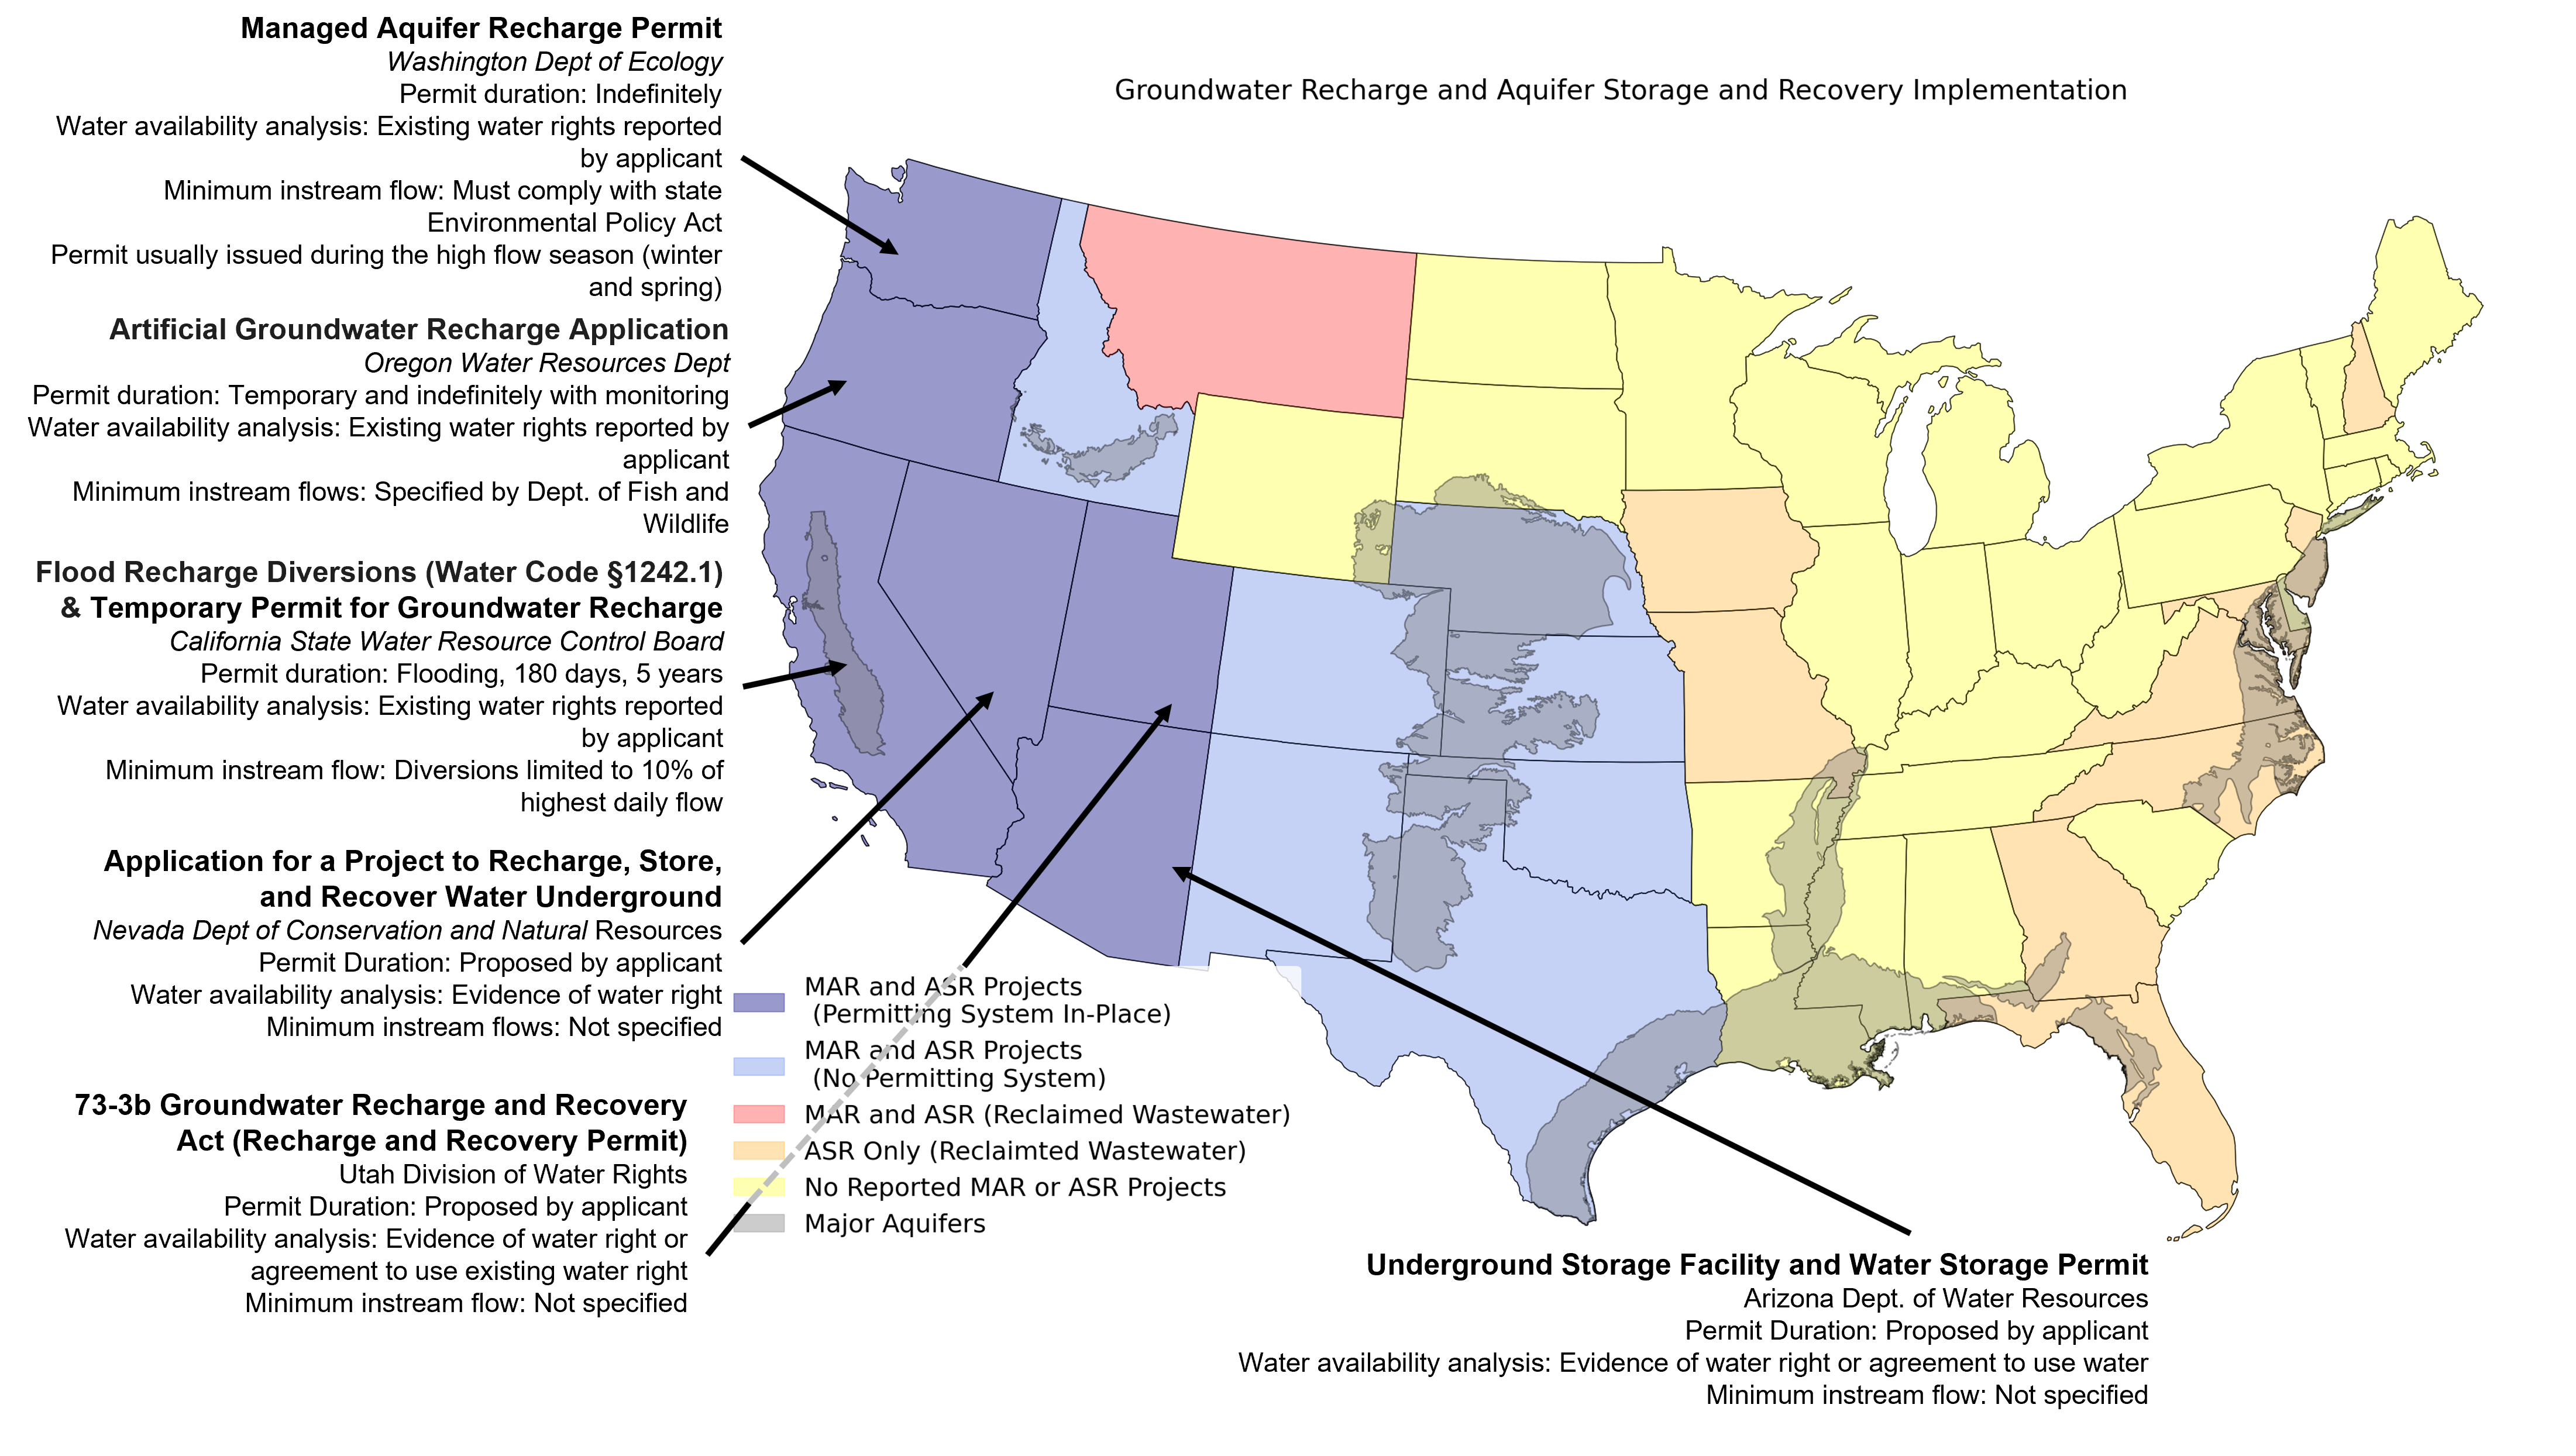 Managed Aquifer Recharge Permit
Washington Dept of Ecology
Permit duration: Indefinitely
Water availability analysis: Existing water rights reported
by applicant
Minimum instream flow: Must comply with state
Environmental Policy Act
Permit usually issued during the high flow season (winter
and spring)
Groundwater Recharge and Aquifer Storage and Recovery Implementation
Artificial Groundwater Recharge Application
Oregon Water Resources Dept
Permit duration: Temporary and indefinitely with monitoring
Water availability analysis: Existing water rights reported by
applicant
Minimum instream flows: Specified by Dept. of Fish and
Wildlife
Flood Recharge Diversions (Water Code §1242.1)
& Temporary Permit for Groundwater Recharge
California State Water Resource Control Board
Permit duration: Flooding, 180 days, 5 years
Water availability analysis: Existing water rights reported
by applicant
Minimum instream flow: Diversions limited to 10% of
highest daily flow
Application for a Project to Recharge, Store,
and Recover Water Underground
Nevada Dept of Conservation and Natural Resources
Permit Duration: Proposed by applicant
Water availability analysis: Evidence of water right
Minimum instream flows: Not specified
73-3b Groundwater Recharge and Recovery
Act (Recharge and Recovery Permit)
Utah Division of Water Rights
Permit Duration: Proposed by applicant
Water availability analysis: Evidence of water right or
agreement to use existing water right
Minimum instream flow: Not specified
MAR and ASR Projects
(Permitting System In-Place)
MAR and ASR Projects
(No Permitting System)
MAR and ASR (Reclaimed Wastewater)
ASR Only (Reclaimted Wastewater)
No Reported MAR or ASR Projects
Major Aquifers
Underground Storage Facility and Water Storage Permit
Arizona Dept. of Water Resources
Permit Duration: Proposed by applicant
Water availability analysis: Evidence of water right or agreement to use water
Minimum instream flow: Not specified